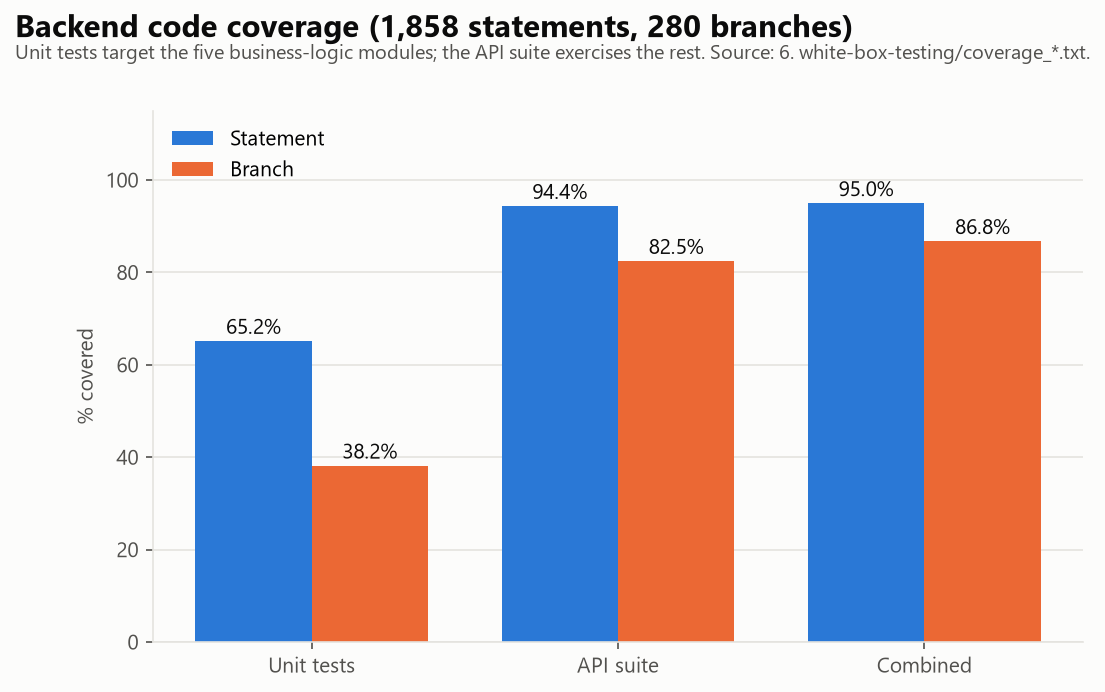 Backend code coverage (1,858 statements, 280 branches)
Unit tests target the five business-logic modules; the API suite exercises the rest. Source: 6. white-box-testing/coverage_*.txt.
Statement
Branch
% covered
100
80
60
40
20
0
65.2%
38.2%
94.4%
82.5%
95.0%
86.8%
Unit tests
API suite
Combined